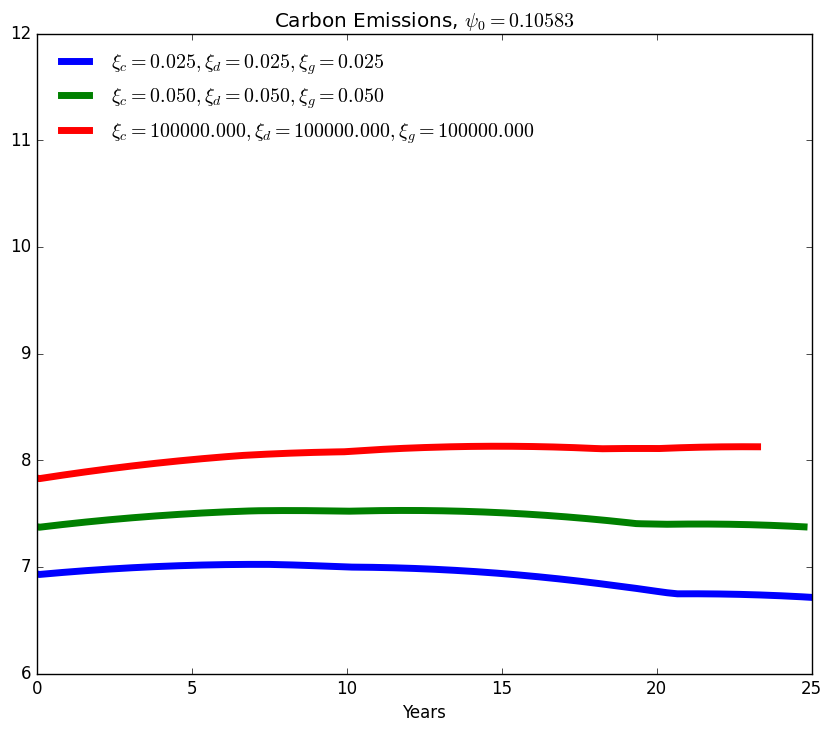 Carbon Emissions, ψ₀ = 0.10583
12
ξ_c = 0.025, ξ_d = 0.025, ξ_g = 0.025
ξ_c = 0.050, ξ_d = 0.050, ξ_g = 0.050
ξ_c = 100000.000, ξ_d = 100000.000, ξ_g = 100000.000
11
10
9
8
7
6
0 5 10 15 20 25
Years